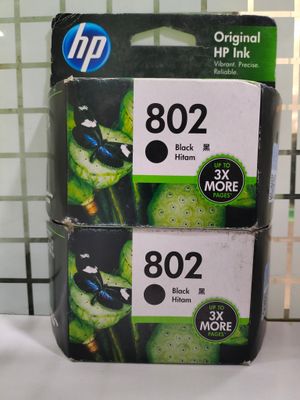 hp
Original
HP Ink
Vibrant. Precise.
Reliable.
802
Black 黑
Hitam
UP TO
3X
MORE
PAGES
802
Black 黑
Hitam
UP TO
3X
MORE
PAGES